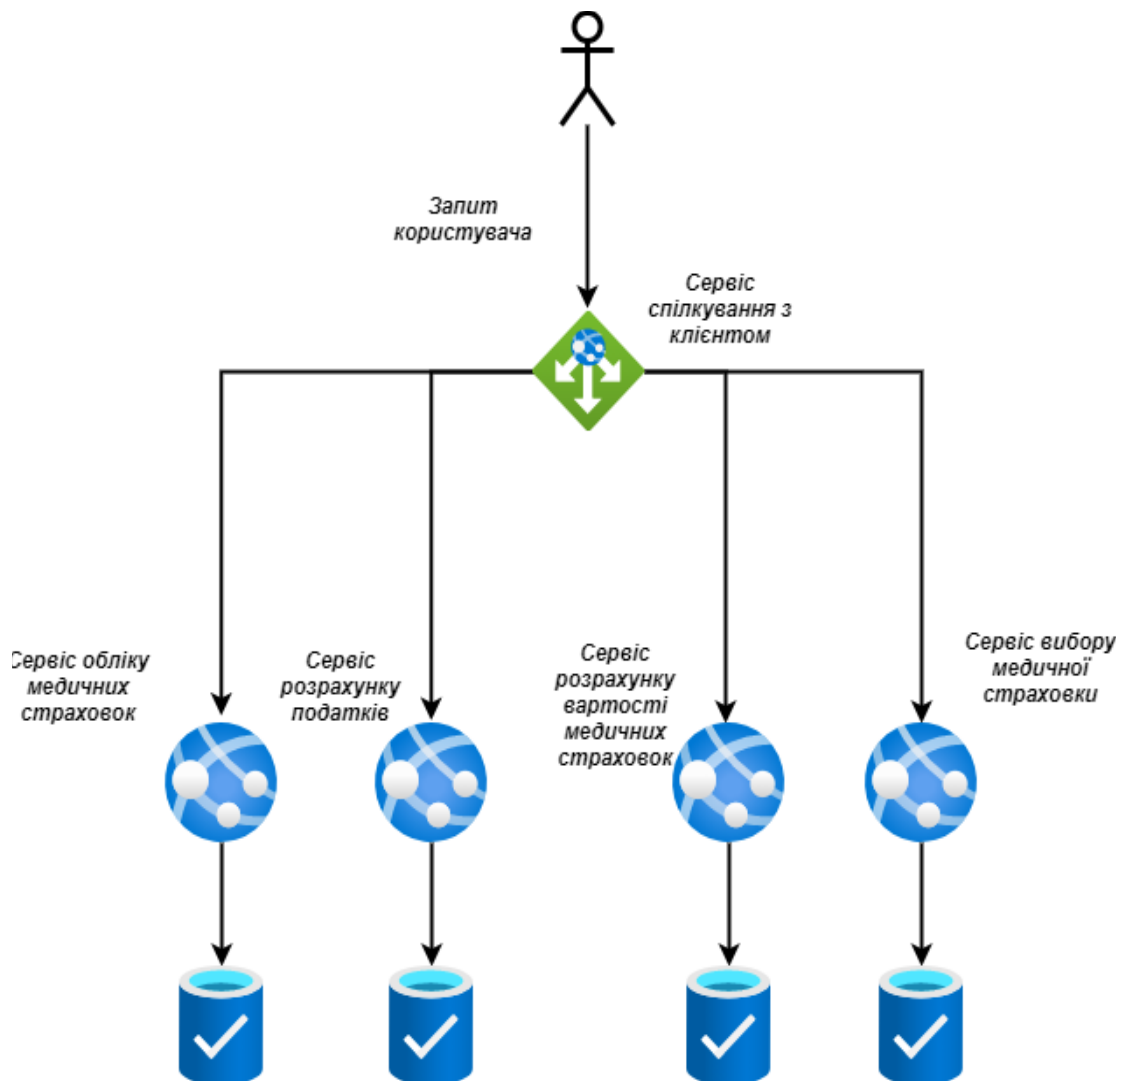 Запит
користувача
Сервіс
спілкування з
клієнтом
Сервіс обліку
медичних
страховок
Сервіс
розрахунку
податків
Сервіс
розрахунку
вартості
медичних
страховок
Сервіс вибору
медичної
страховки